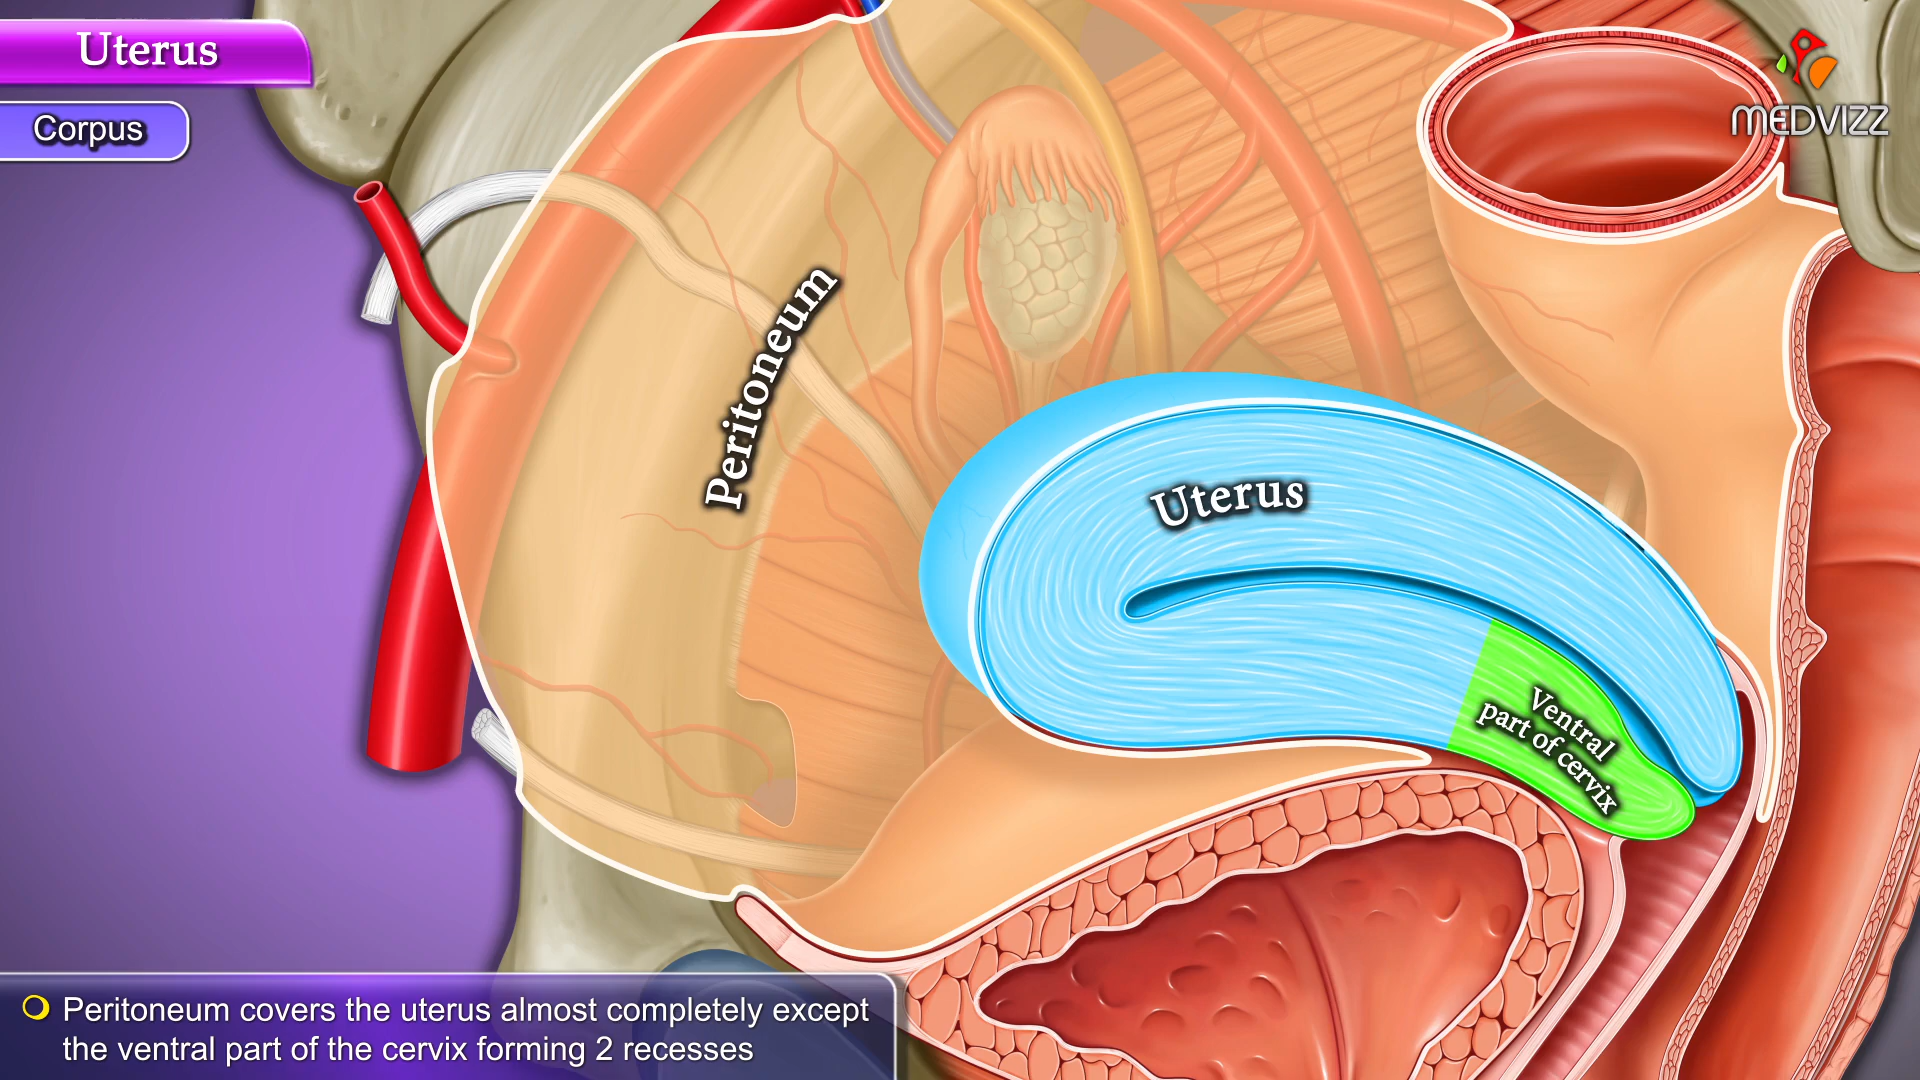 Uterus
Corpus
MEDVIZZ
Peritoneum
Uterus
Ventral
part of cervix
Peritoneum covers the uterus almost completely except
the ventral part of the cervix forming 2 recesses